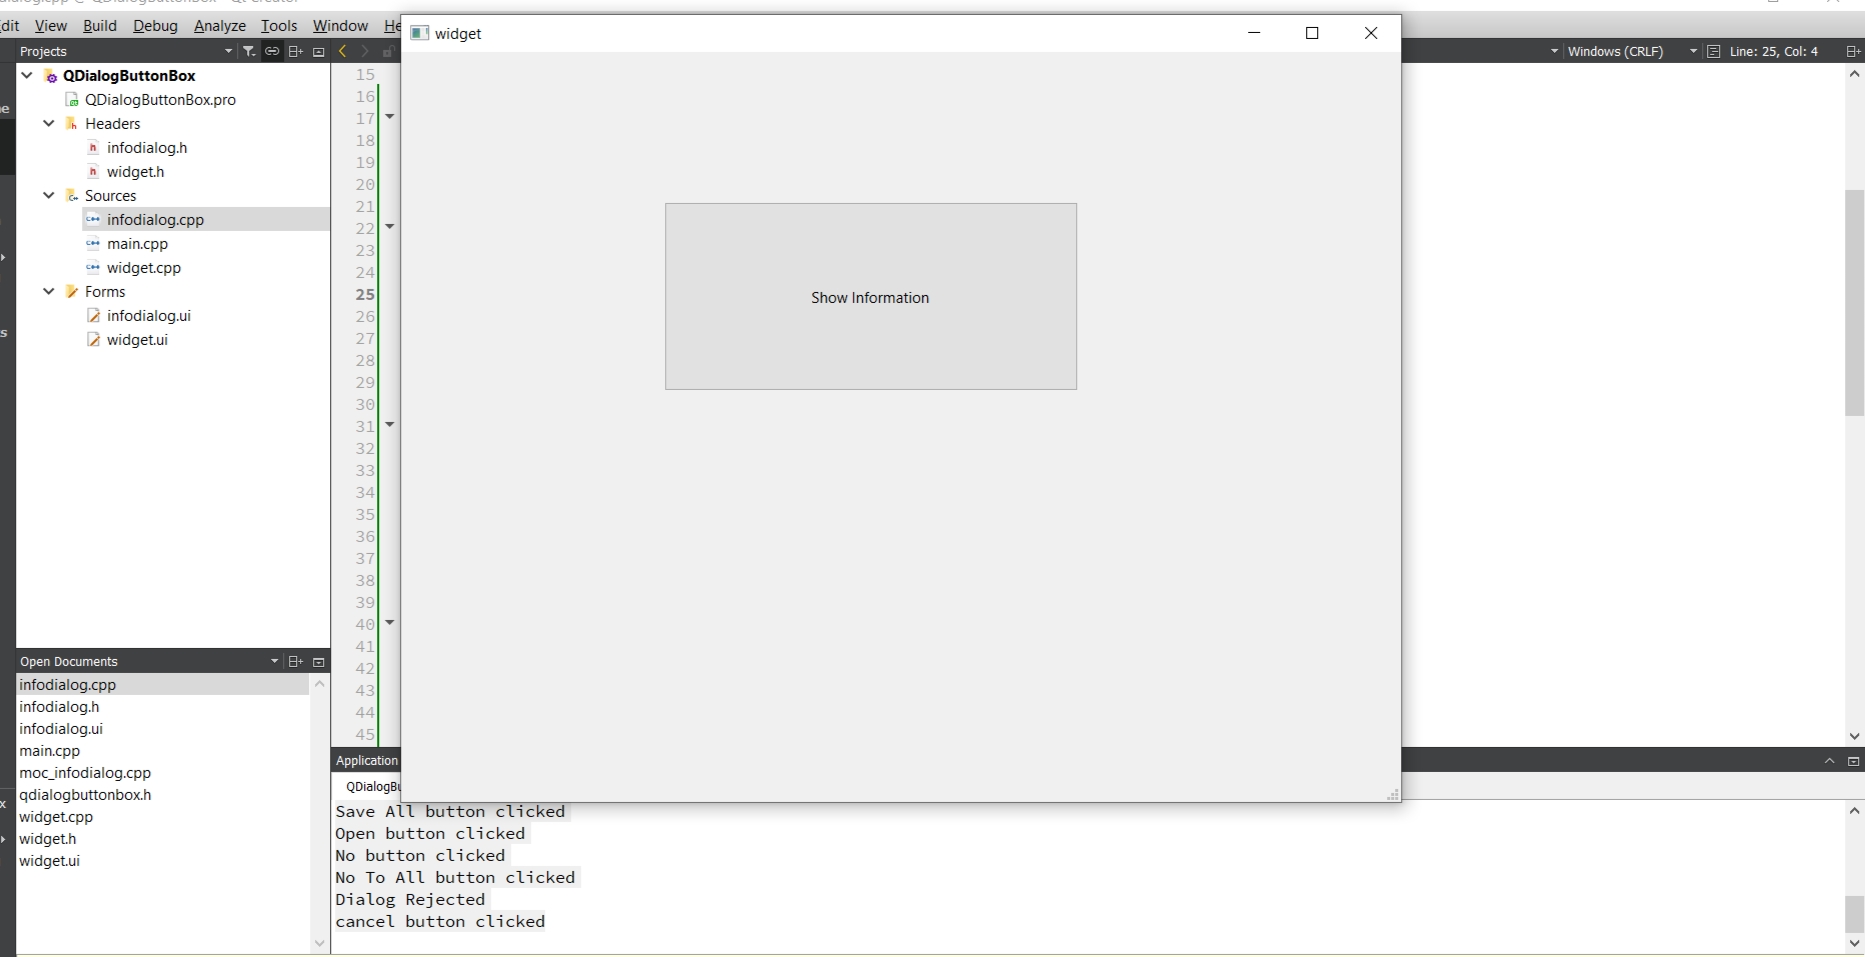 dit View Build Debug Analyze Tools Window He
widget
Projects
Windows (CRLF) Line: 25, Col: 4
QDialogButtonBox
QDialogButtonBox.pro
Headers
infodialog.h
widget.h
Sources
infodialog.cpp
main.cpp
widget.cpp
Forms
infodialog.ui
widget.ui
15
16
17
18
19
20
21
22
23
24
25
26
27
28
29
30
31
32
33
34
35
36
37
38
39
40
41
42
43
44
45
Show Information
Open Documents
infodialog.cpp
infodialog.h
infodialog.ui
main.cpp
moc_infodialog.cpp
qdialogbuttonbox.h
widget.cpp
widget.h
widget.ui
Application
QDialogBu
Save All button clicked
Open button clicked
No button clicked
No To All button clicked
Dialog Rejected
cancel button clicked